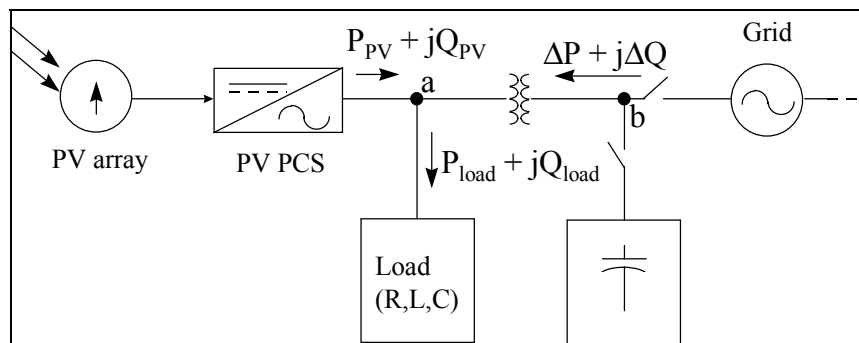 Grid
P_PV + jQ_PV
ΔP + jΔQ
a
b
PV array
PV PCS
P_load + jQ_load
Load
(R,L,C)